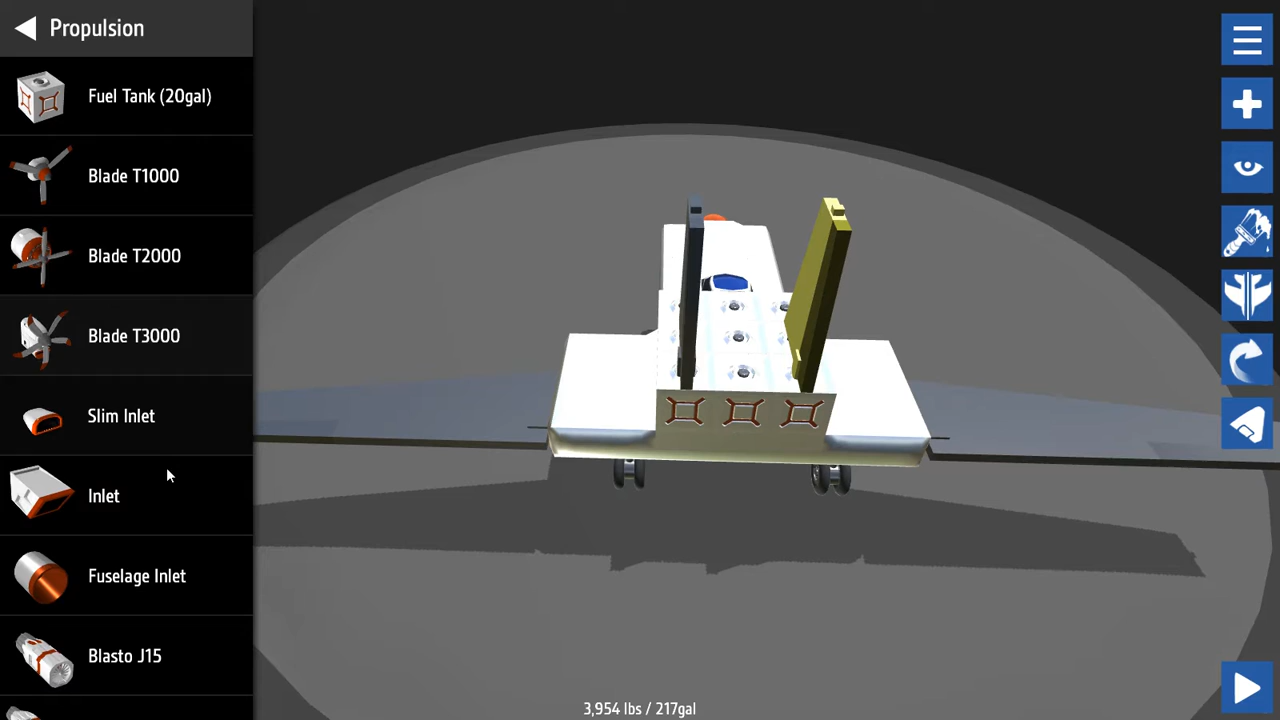 Propulsion
Fuel Tank (20gal)
Blade T1000
Blade T2000
Blade T3000
Slim Inlet
Inlet
Fuselage Inlet
Blasto J15
3,954 lbs / 217gal